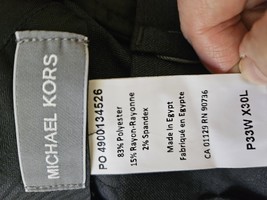 MICHAEL KORS
PO 4900134526
83% Polyester
15% Rayon-Rayonne
2% Spandex
Made In Egypt
Fabriqué en Egypte
CA 01129 RN 90736
P33W X30L